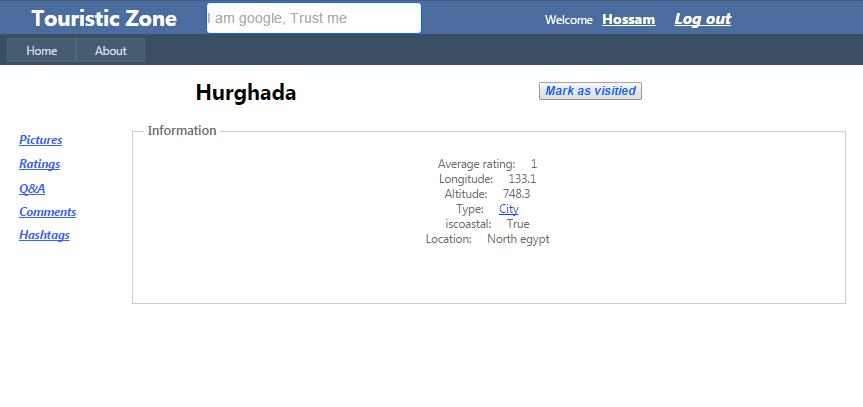 Touristic Zone
I am google, Trust me
Welcome Hossam Log out
Home About
Hurghada
Mark as visitied
Pictures
Ratings
Q&A
Comments
Hashtags
Information
Average rating: 1
Longitude: 133.1
Altitude: 748.3
Type: City
iscoastal: True
Location: North egypt